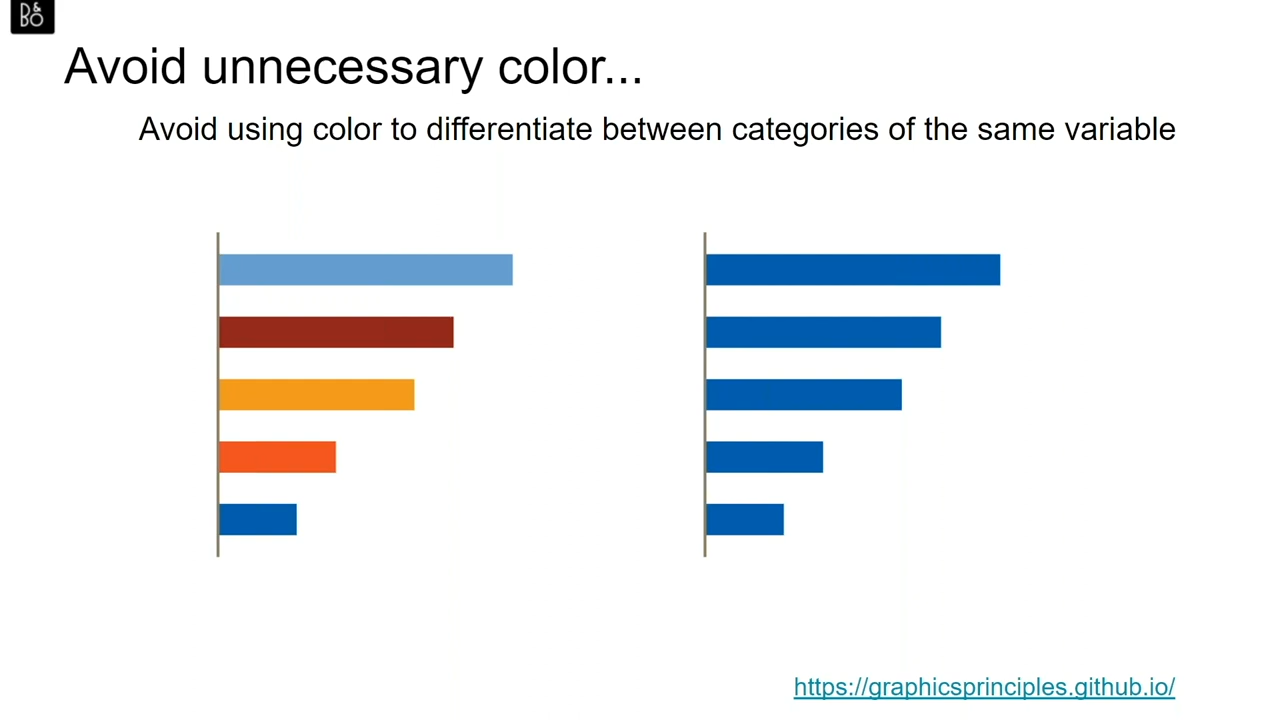 B&O
Avoid unnecessary color...
Avoid using color to differentiate between categories of the same variable
https://graphicsprinciples.github.io/